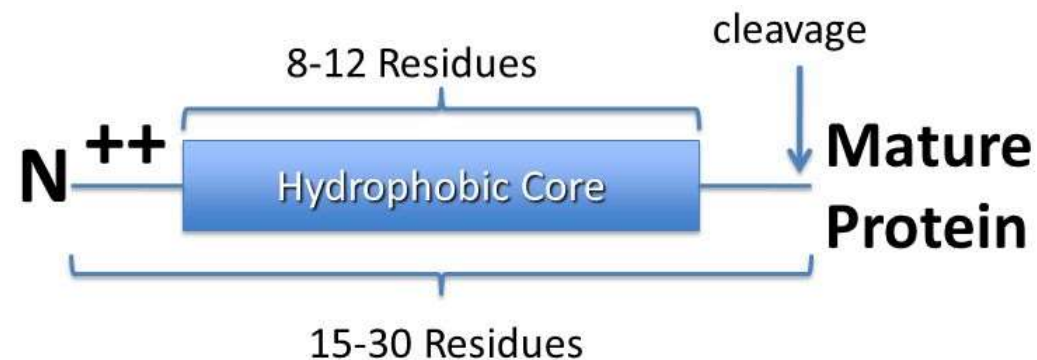 cleavage
8-12 Residues
N ++
Hydrophobic Core
Mature
Protein
15-30 Residues